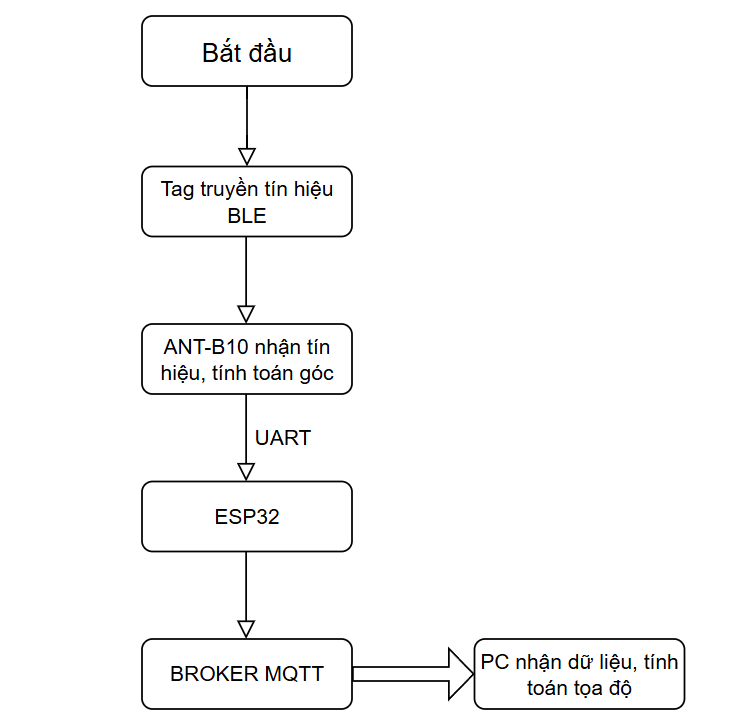 Bắt đầu
Tag truyền tín hiệu
BLE
ANT-B10 nhận tín
hiệu, tính toán góc
UART
ESP32
BROKER MQTT
PC nhận dữ liệu, tính
toán tọa độ